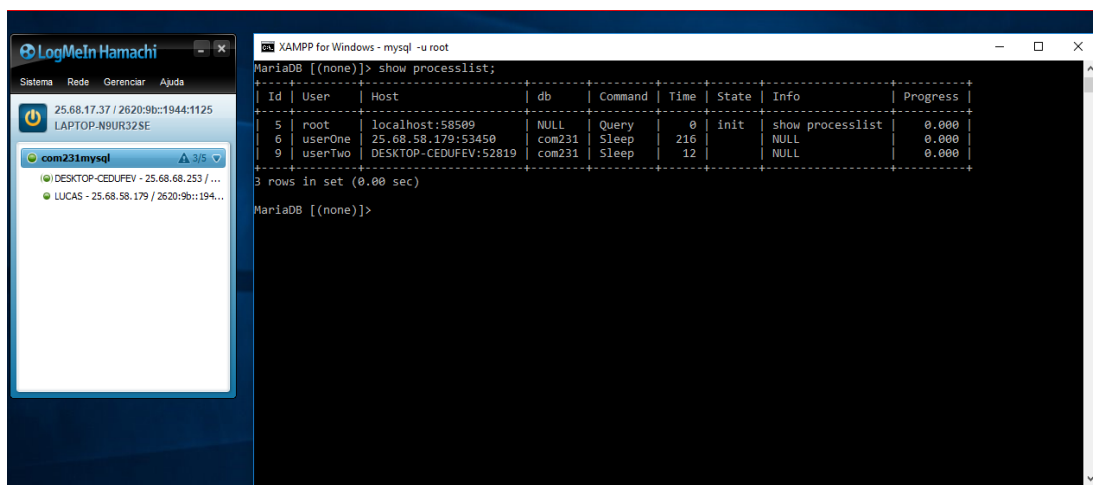 LogMeIn Hamachi
Sistema Rede Gerenciar Ajuda
25.68.17.37 / 2620:9b::1944:1125
LAPTOP-N9UR32SE
com231mysql 3/5
DESKTOP-CEDUFEV - 25.68.68.253 / ...
LUCAS - 25.68.58.179 / 2620:9b::194...
XAMPP for Windows - mysql -u root
MariaDB [(none)]> show processlist;
+----+---------+-----------------------+--------+---------+------+-------+------------------+----------+
| Id | User | Host | db | Command | Time | State | Info | Progress |
+----+---------+-----------------------+--------+---------+------+-------+------------------+----------+
| 5 | root | localhost:58509 | NULL | Query | 0 | init | show processlist | 0.000 |
| 6 | userOne | 25.68.58.179:53450 | com231 | Sleep | 216 | | NULL | 0.000 |
| 9 | userTwo | DESKTOP-CEDUFEV:52819 | com231 | Sleep | 12 | | NULL | 0.000 |
+----+---------+-----------------------+--------+---------+------+-------+------------------+----------+
3 rows in set (0.00 sec)
MariaDB [(none)]>